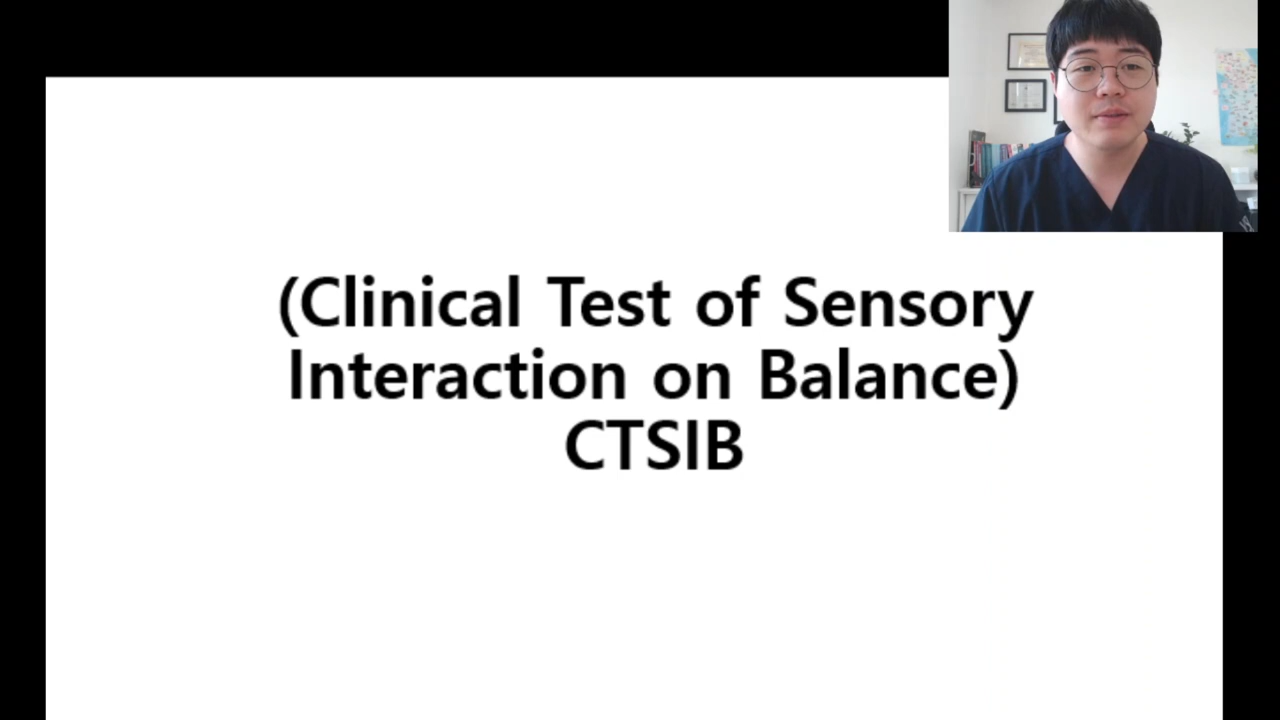 (Clinical Test of Sensory
Interaction on Balance)
CTSIB